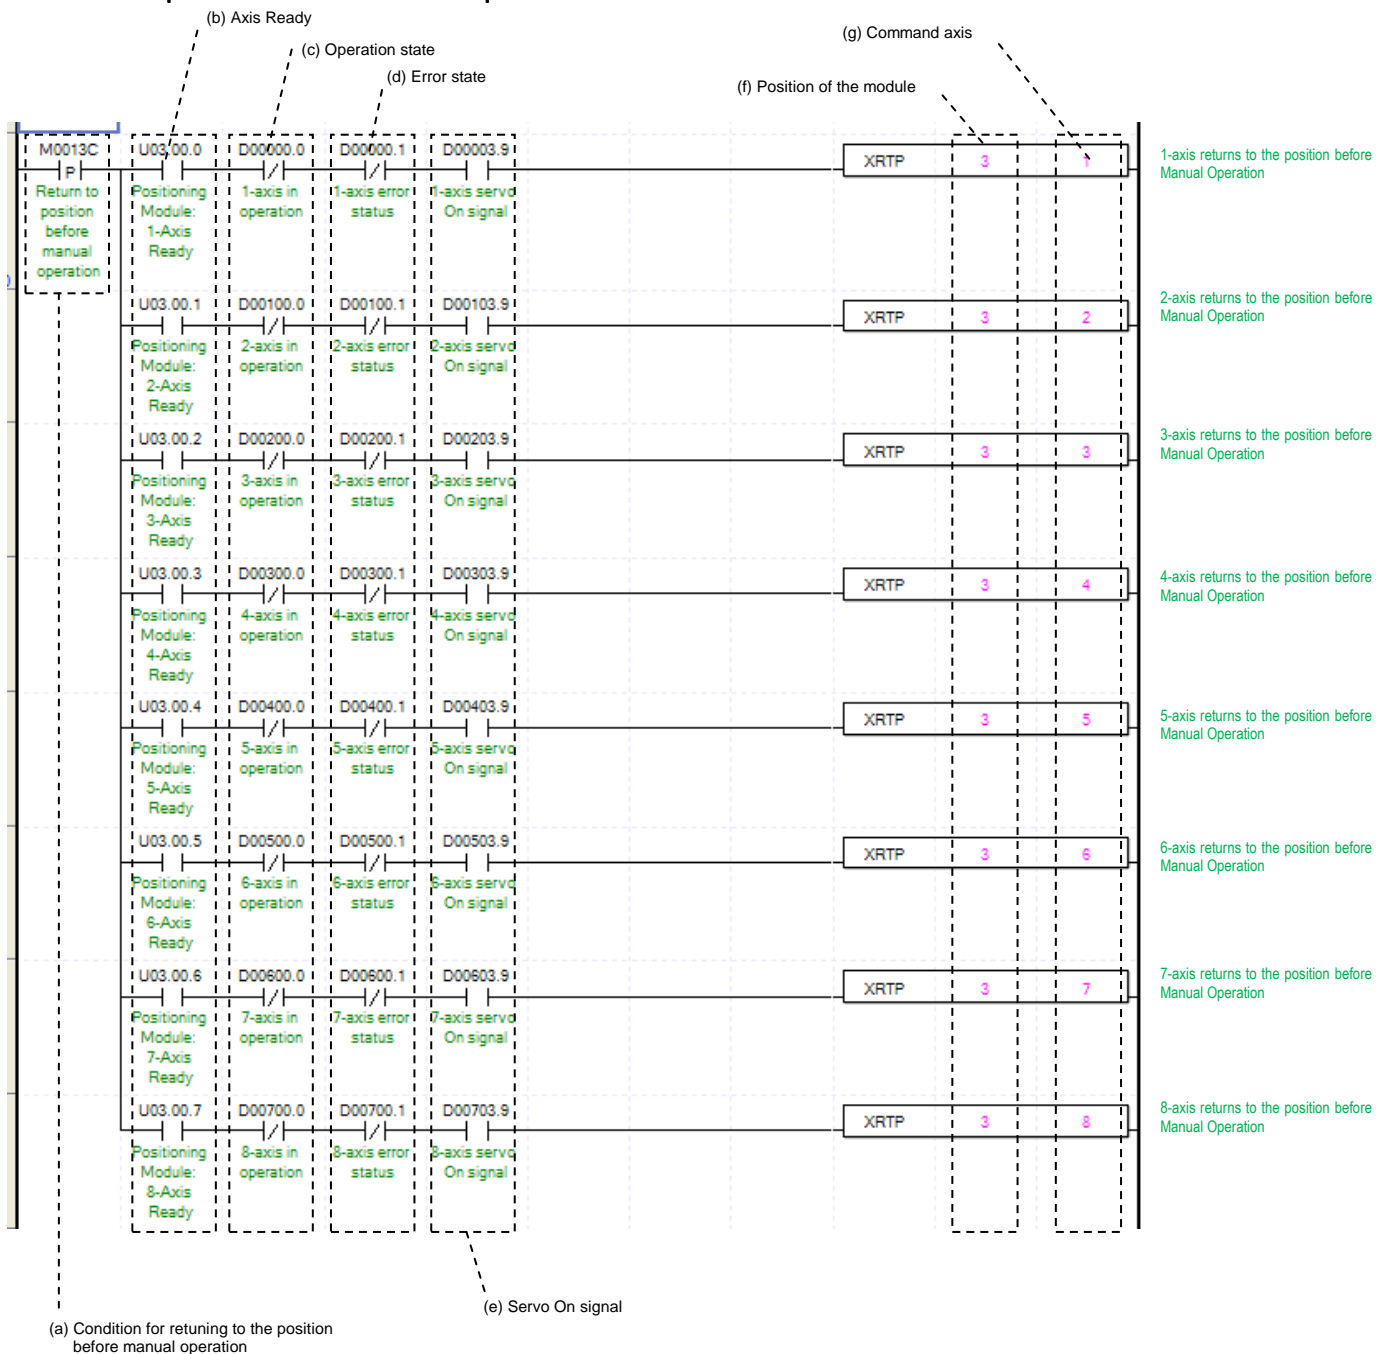 (b) Axis Ready
(c) Operation state
(d) Error state
(g) Command axis
(f) Position of the module
M0013C
P
Return to
position
before
manual
operation
U03.00.0 D00000.0 D00000.1 D00003.9
XRTP 3 1
Positioning
Module:
1-Axis
Ready
1-axis in
operation
1-axis error
status
1-axis servo
On signal
1-axis returns to the position before
Manual Operation
U03.00.1 D00100.0 D00100.1 D00103.9
XRTP 3 2
Positioning
Module:
2-Axis
Ready
2-axis in
operation
2-axis error
status
2-axis servo
On signal
2-axis returns to the position before
Manual Operation
U03.00.2 D00200.0 D00200.1 D00203.9
XRTP 3 3
Positioning
Module:
3-Axis
Ready
3-axis in
operation
3-axis error
status
3-axis servo
On signal
3-axis returns to the position before
Manual Operation
U03.00.3 D00300.0 D00300.1 D00303.9
XRTP 3 4
Positioning
Module:
4-Axis
Ready
4-axis in
operation
4-axis error
status
4-axis servo
On signal
4-axis returns to the position before
Manual Operation
U03.00.4 D00400.0 D00400.1 D00403.9
XRTP 3 5
Positioning
Module:
5-Axis
Ready
5-axis in
operation
5-axis error
status
5-axis servo
On signal
5-axis returns to the position before
Manual Operation
U03.00.5 D00500.0 D00500.1 D00503.9
XRTP 3 6
Positioning
Module:
6-Axis
Ready
6-axis in
operation
6-axis error
status
6-axis servo
On signal
6-axis returns to the position before
Manual Operation
U03.00.6 D00600.0 D00600.1 D00603.9
XRTP 3 7
Positioning
Module:
7-Axis
Ready
7-axis in
operation
7-axis error
status
7-axis servo
On signal
7-axis returns to the position before
Manual Operation
U03.00.7 D00700.0 D00700.1 D00703.9
XRTP 3 8
Positioning
Module:
8-Axis
Ready
8-axis in
operation
8-axis error
status
8-axis servo
On signal
8-axis returns to the position before
Manual Operation
(e) Servo On signal
(a) Condition for retuning to the position
before manual operation